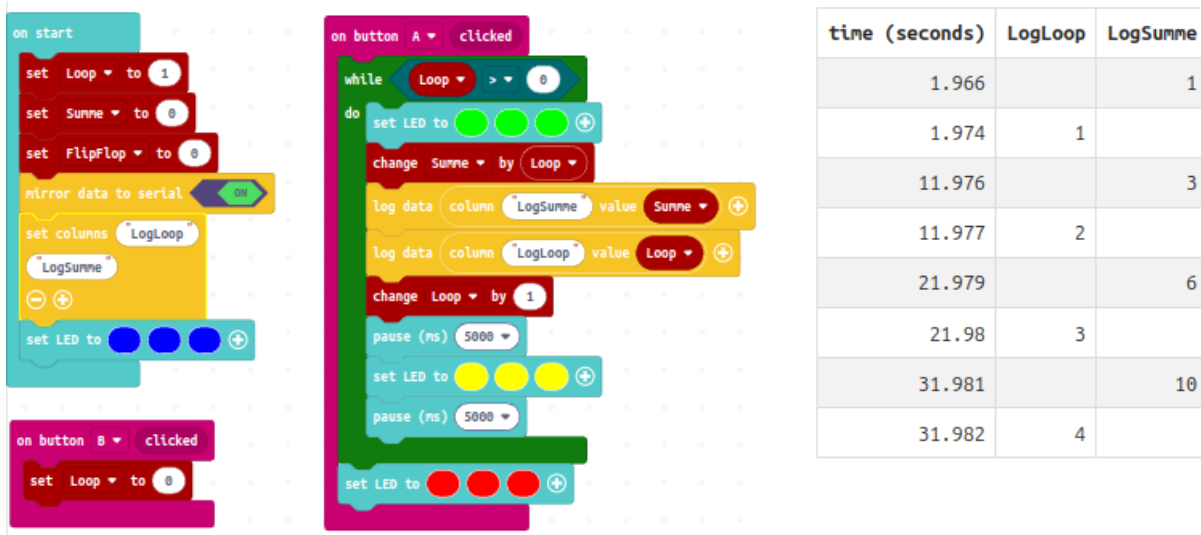 on start
set Loop to 1
set Summe to 0
set FlipFlop to 0
mirror data to serial ON
set columns "LogLoop"
"LogSumme"
set LED to
on button B clicked
set Loop to 0
on button A clicked
while Loop > 0
do
set LED to
change Summe by Loop
log data column "LogSumme" value Summe
log data column "LogLoop" value Loop
change Loop by 1
pause (ms) 5000
set LED to
pause (ms) 5000
set LED to
time (seconds) LogLoop LogSumme
1.966 1
1.974 1
11.976 3
11.977 2
21.979 6
21.98 3
31.981 10
31.982 4